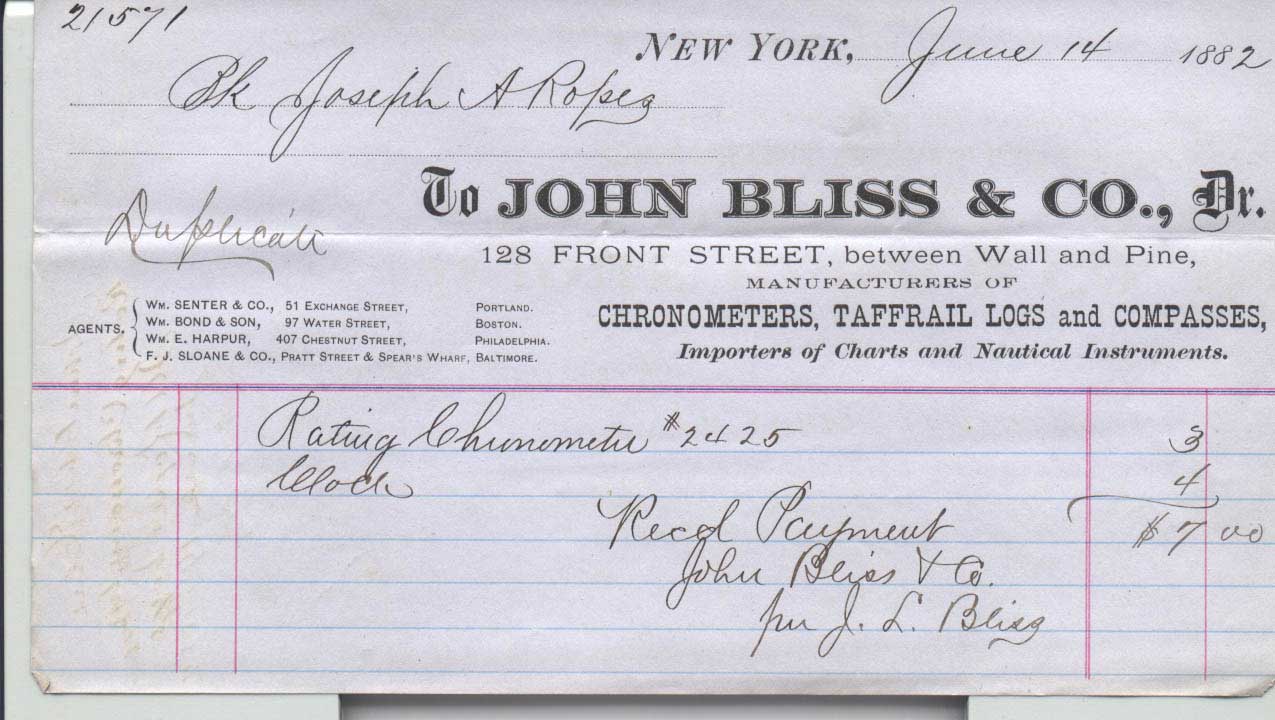 21571
NEW YORK, June 14 1882
Bk Joseph A Ropes
To JOHN BLISS & CO., Dr.
Duplicate
128 FRONT STREET, between Wall and Pine,
MANUFACTURERS OF
CHRONOMETERS, TAFFRAIL LOGS and COMPASSES,
Importers of Charts and Nautical Instruments.
AGENTS.
WM. SENTER & CO., 51 EXCHANGE STREET, PORTLAND.
WM. BOND & SON, 97 WATER STREET, BOSTON.
WM. E. HARPUR, 407 CHESTNUT STREET, PHILADELPHIA.
F. J. SLOANE & CO., PRATT STREET & SPEAR'S WHARF, BALTIMORE.
Rating Chronometer #2425 3
Clock 4
Recd Payment $7 00
John Bliss & Co.
per J. L. Bliss